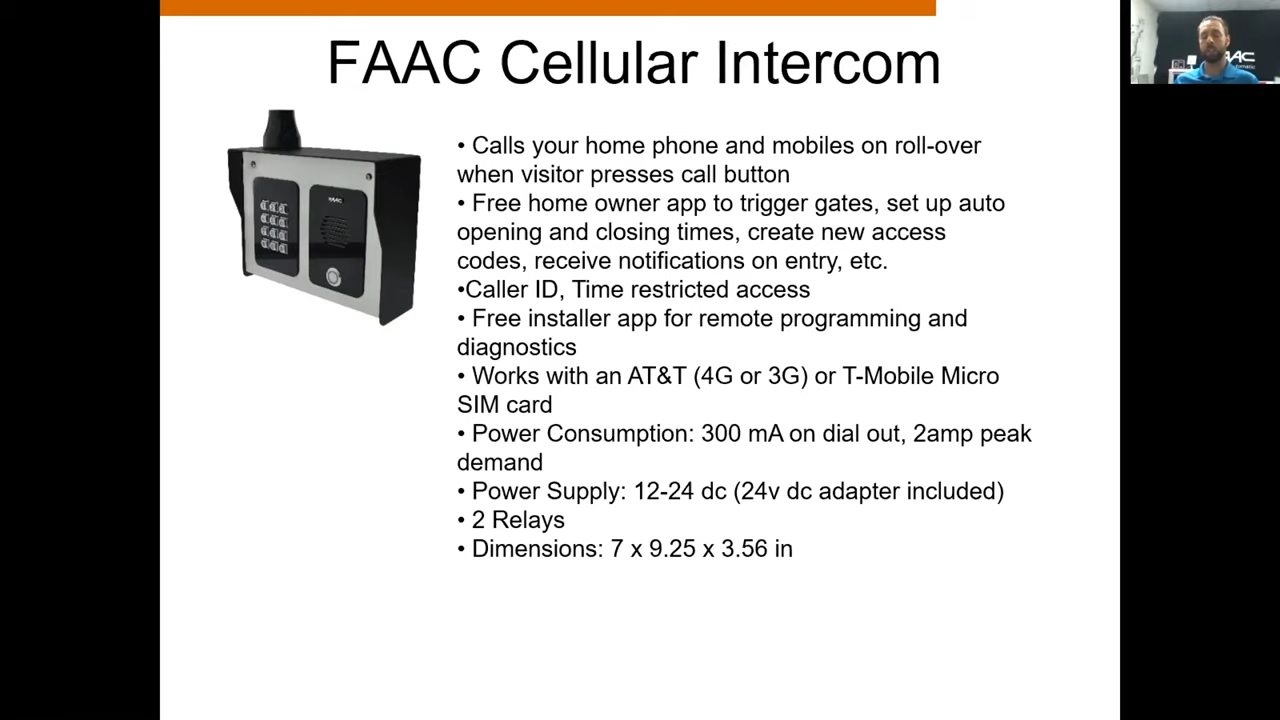 FAAC Cellular Intercom
• Calls your home phone and mobiles on roll-over
when visitor presses call button
• Free home owner app to trigger gates, set up auto
opening and closing times, create new access
codes, receive notifications on entry, etc.
•Caller ID, Time restricted access
• Free installer app for remote programming and
diagnostics
• Works with an AT&T (4G or 3G) or T-Mobile Micro
SIM card
• Power Consumption: 300 mA on dial out, 2amp peak
demand
• Power Supply: 12-24 dc (24v dc adapter included)
• 2 Relays
• Dimensions: 7 x 9.25 x 3.56 in
FAAC